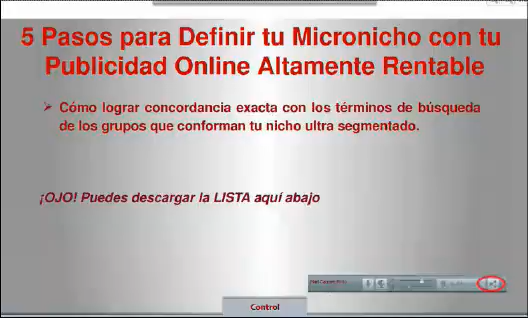 5 Pasos para Definir tu Micronicho con tu
Publicidad Online Altamente Rentable
➤ Cómo lograr concordancia exacta con los términos de búsqueda
de los grupos que conforman tu nicho ultra segmentado.
¡OJO! Puedes descargar la LISTA aquí abajo
Control